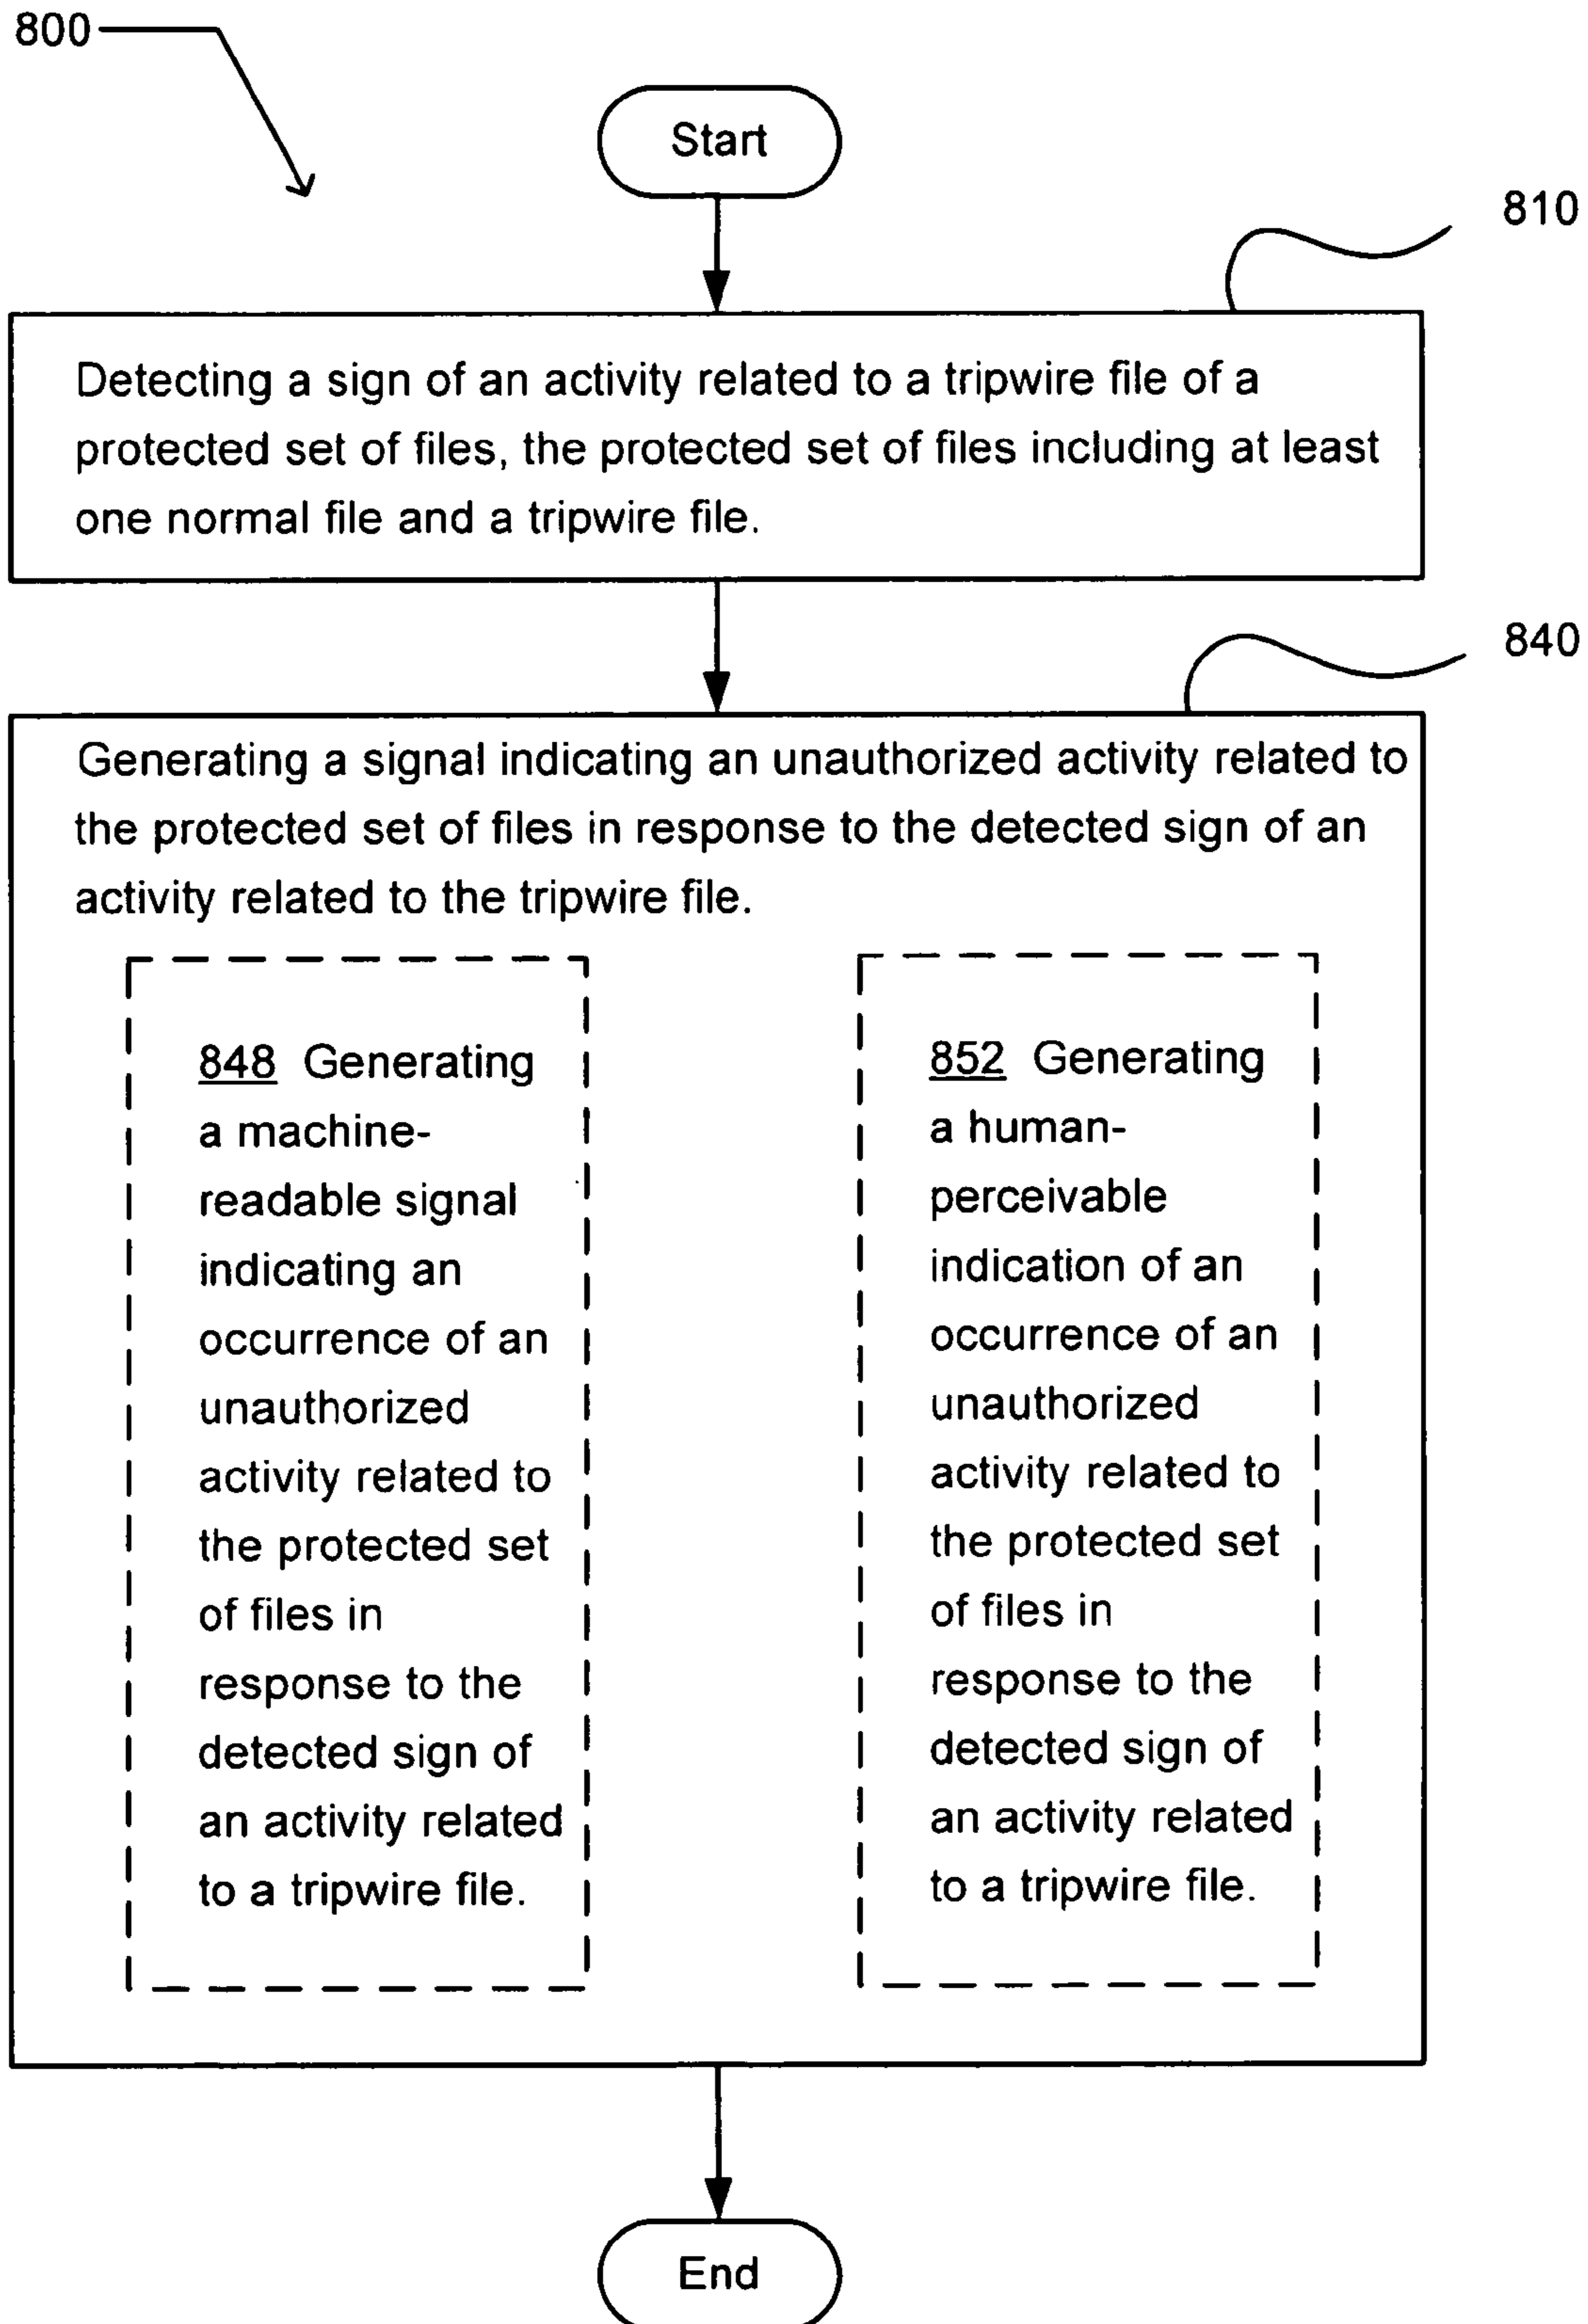 800
Start
810
Detecting a sign of an activity related to a tripwire file of a
protected set of files, the protected set of files including at least
one normal file and a tripwire file.
840
Generating a signal indicating an unauthorized activity related to
the protected set of files in response to the detected sign of an
activity related to the tripwire file.
848 Generating
a machine-
readable signal
indicating an
occurrence of an
unauthorized
activity related to
the protected set
of files in
response to the
detected sign of
an activity related
to a tripwire file.
852 Generating
a human-
perceivable
indication of an
occurrence of an
unauthorized
activity related to
the protected set
of files in
response to the
detected sign of
an activity related
to a tripwire file.
End